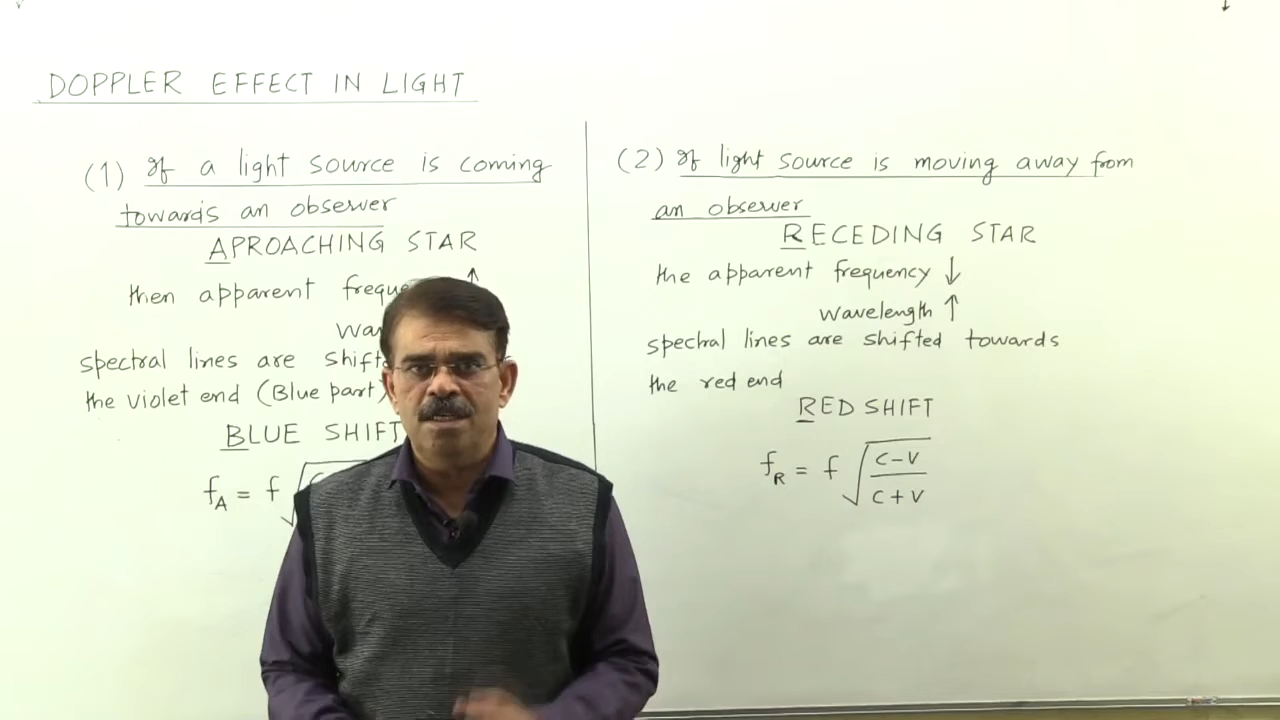 DOPPLER EFFECT IN LIGHT
(1) If a light source is coming
towards an observer
APROACHING STAR
then apparent ↑
spectral lines are
the violet end (Blue part)
BLUE SHIFT
f_A = f √
(2) If light source is moving away from
an observer
RECEDING STAR
the apparent frequency ↓
wavelength ↑
spectral lines are shifted towards
the red end
RED SHIFT
f_R = f √(c-v / c+v)